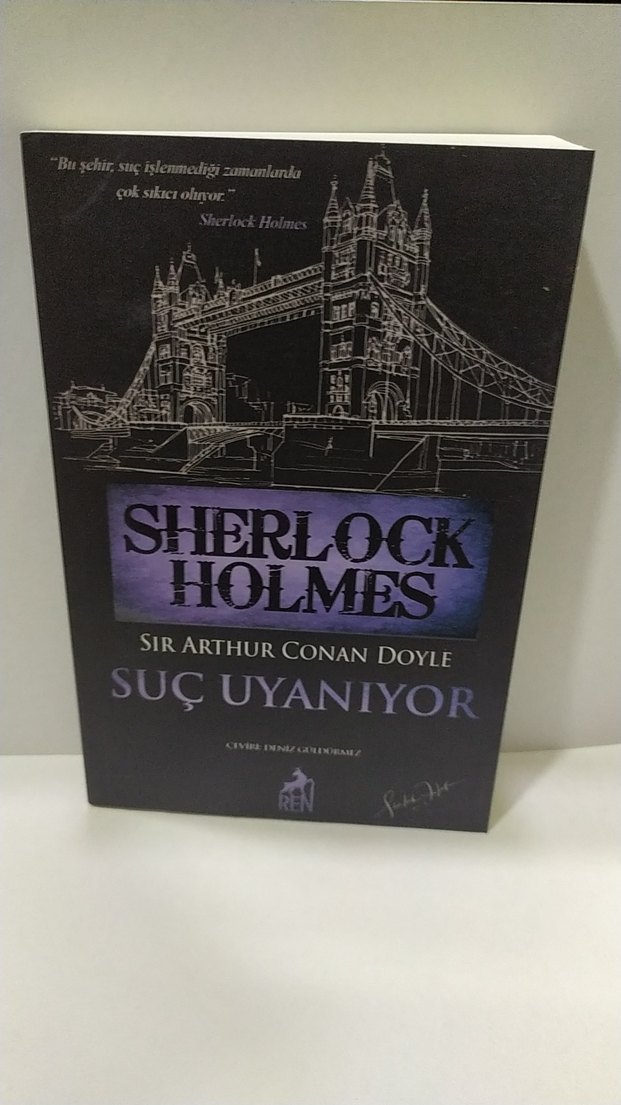 “Bu şehir, suç işlenmediği zamanlarda
çok sıkıcı oluyor.”
Sherlock Holmes
SHERLOCK
HOLMES
SIR ARTHUR CONAN DOYLE
SUÇ UYANIYOR
ÇEVİRİ: DENİZ GÜLDÜRMEZ
REN